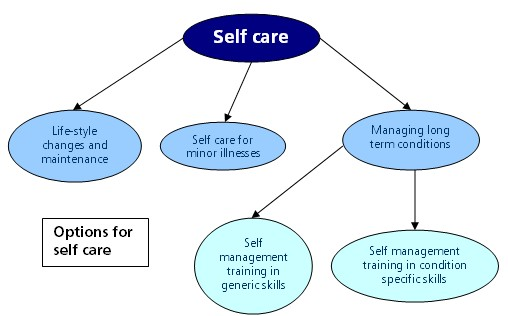 Self care
Life-style
changes and
maintenance
Self care for
minor illnesses
Managing long
term conditions
Options for
self care
Self
management
training in
generic skills
Self management
training in condition
specific skills